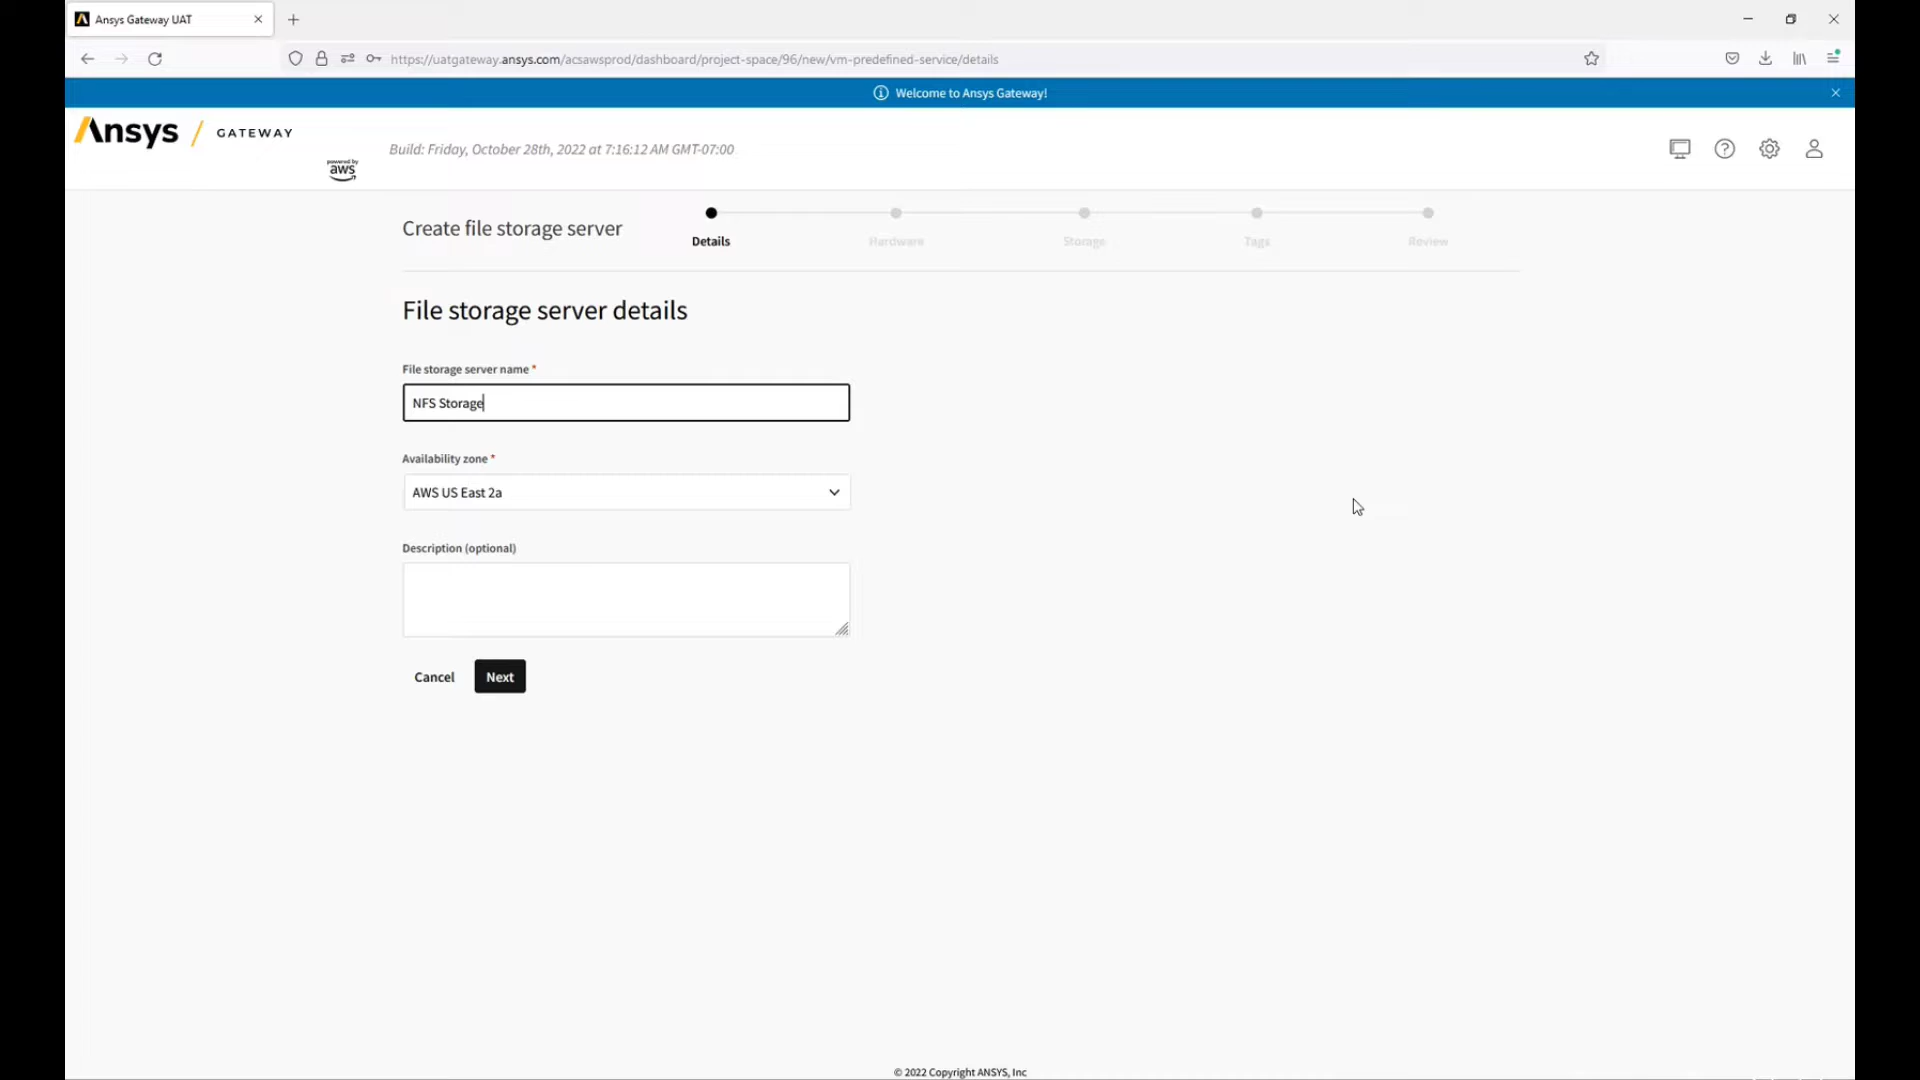 Ansys Gateway UAT
https://uatgateway.ansys.com/acsawsprod/dashboard/project-space/96/new/vm-predefined-service/details
Welcome to Ansys Gateway!
Ansys / GATEWAY
powered by
aws
Build: Friday, October 28th, 2022 at 7:16:12 AM GMT-07:00
Create file storage server
Details
Hardware
Storage
Tags
Review
File storage server details
File storage server name *
NFS Storage
Availability zone *
AWS US East 2a
Description (optional)
Cancel
Next
© 2022 Copyright ANSYS, Inc